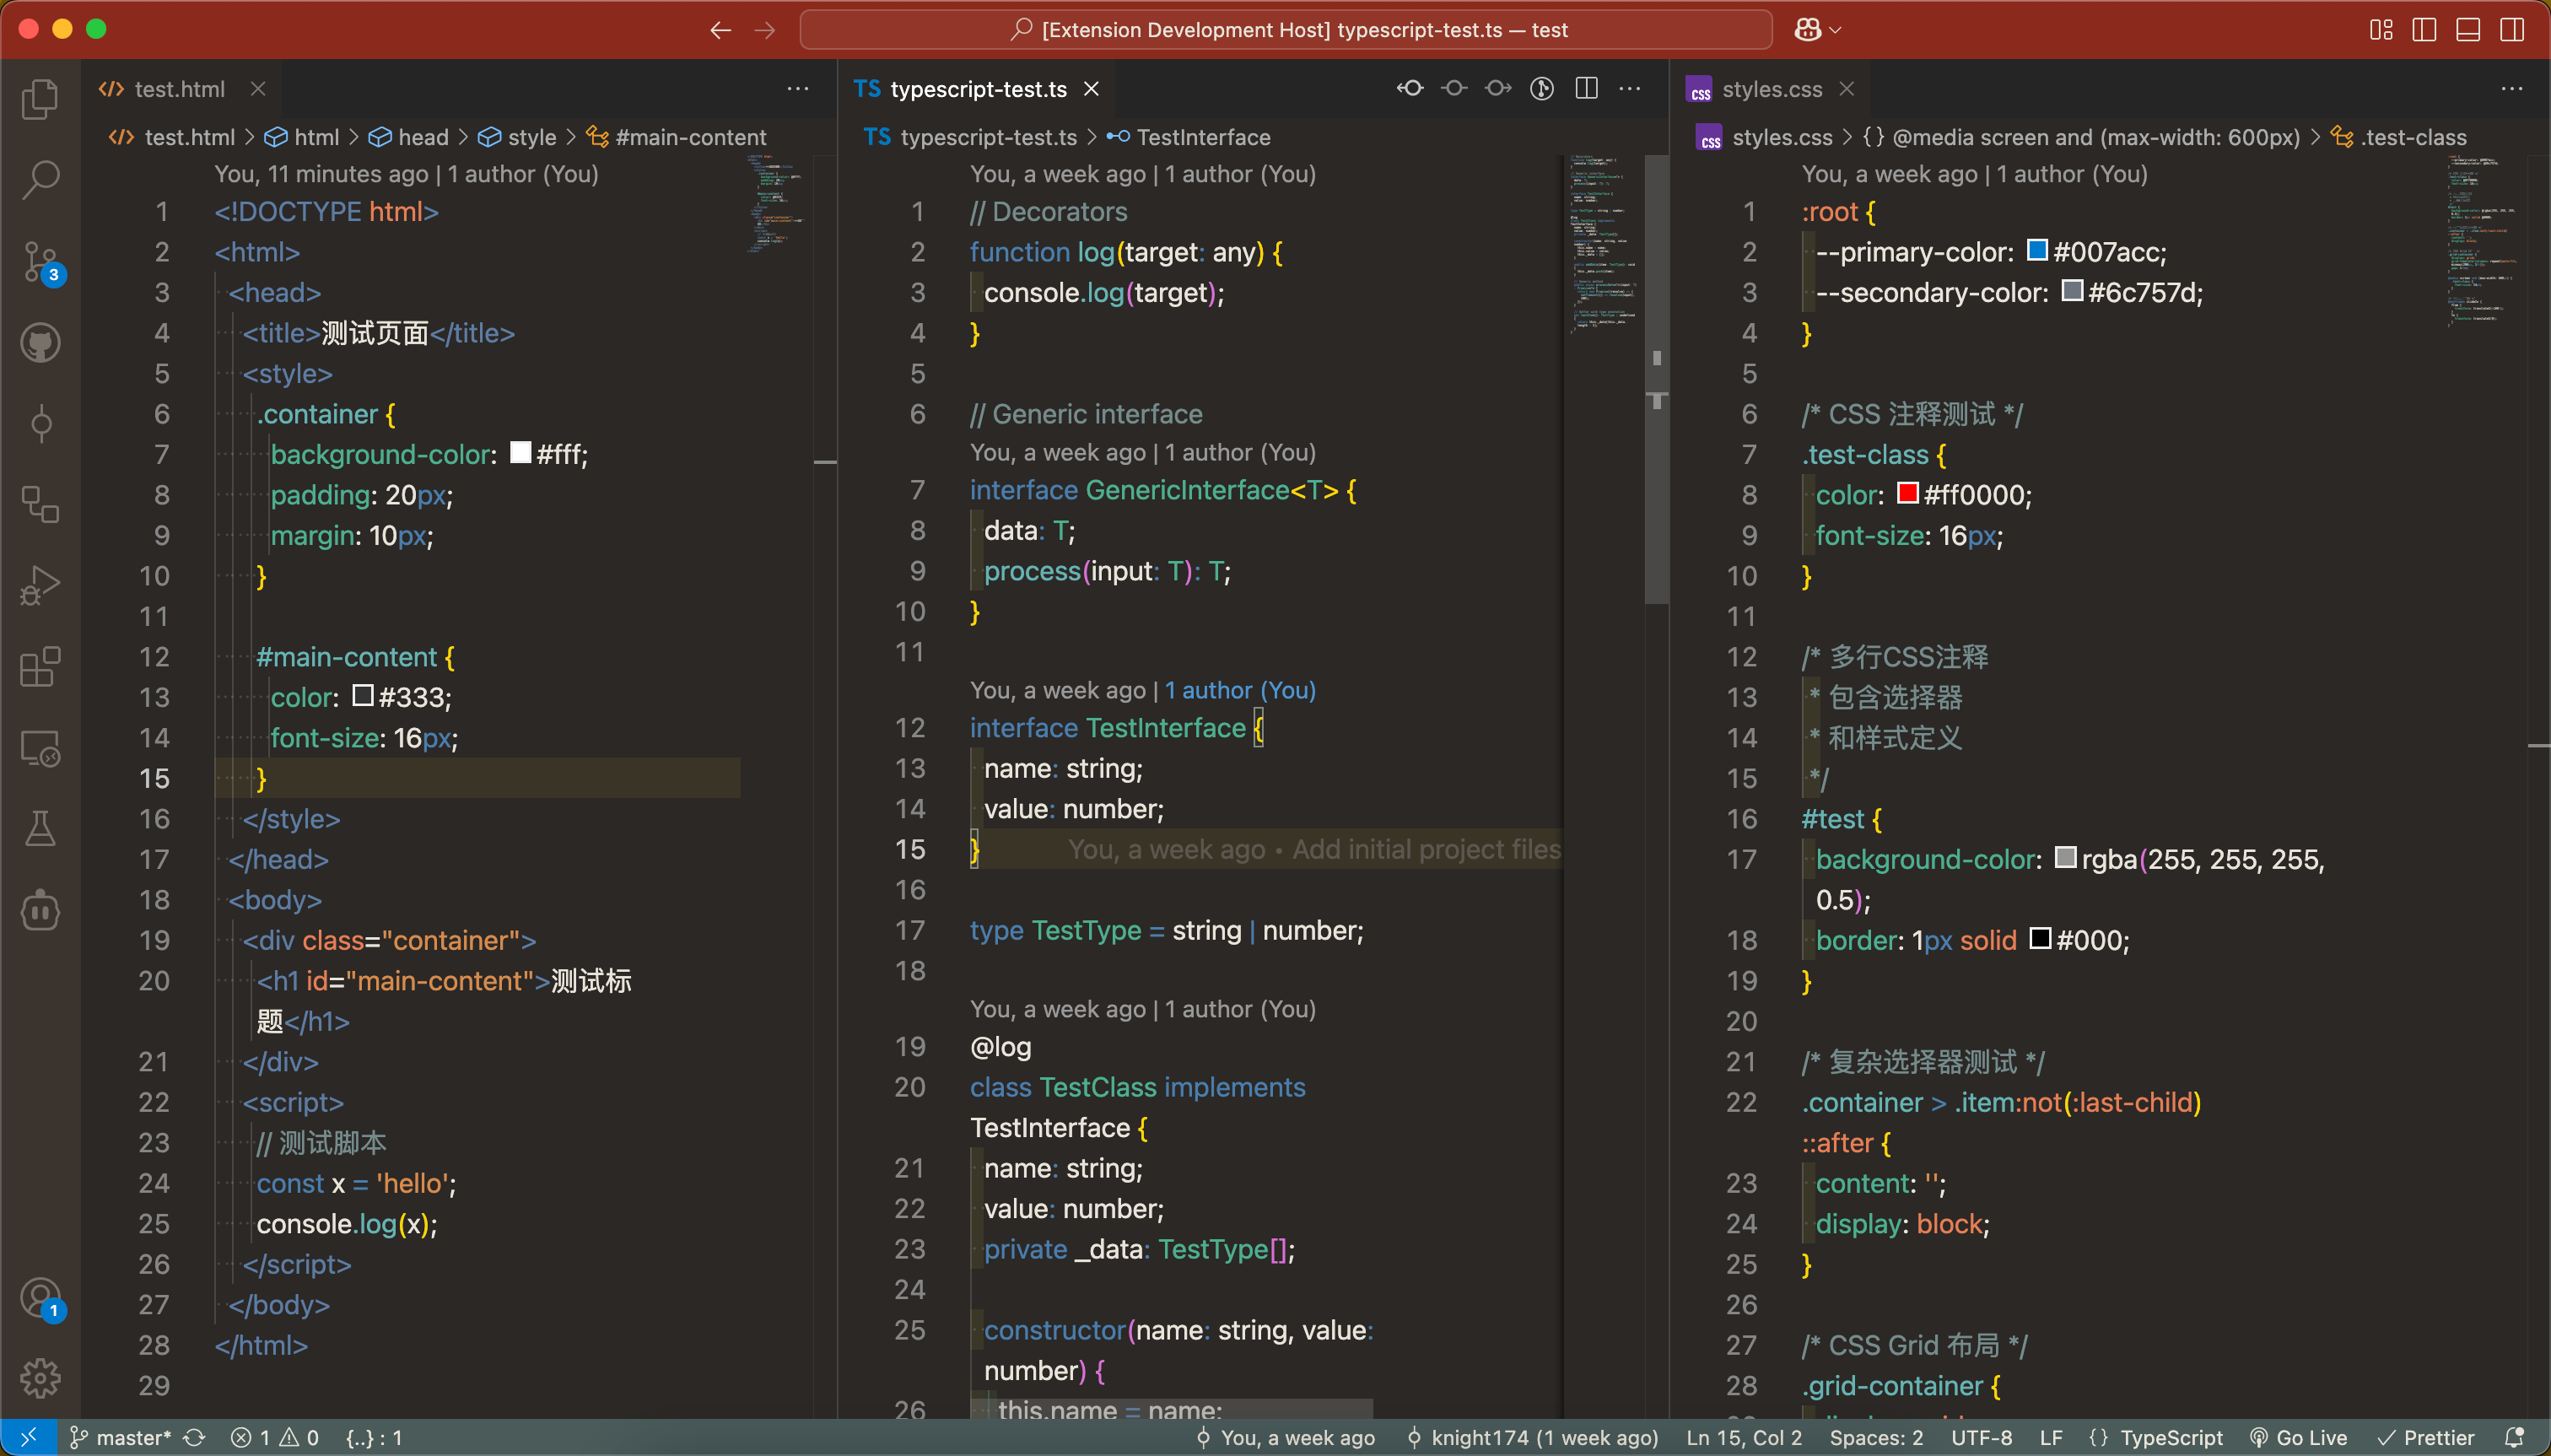 [Extension Development Host] typescript-test.ts — test
test.html
test.html > html > head > style > #main-content
You, 11 minutes ago | 1 author (You)
1 <!DOCTYPE html>
2 <html>
3 <head>
4 <title>测试页面</title>
5 <style>
6 .container {
7 background-color: #fff;
8 padding: 20px;
9 margin: 10px;
10 }
11
12 #main-content {
13 color: #333;
14 font-size: 16px;
15 }
16 </style>
17 </head>
18 <body>
19 <div class="container">
20 <h1 id="main-content">测试标
题</h1>
21 </div>
22 <script>
23 // 测试脚本
24 const x = 'hello';
25 console.log(x);
26 </script>
27 </body>
28 </html>
29
TS typescript-test.ts
TS typescript-test.ts > TestInterface
You, a week ago | 1 author (You)
1 // Decorators
2 function log(target: any) {
3 console.log(target);
4 }
5
6 // Generic interface
You, a week ago | 1 author (You)
7 interface GenericInterface<T> {
8 data: T;
9 process(input: T): T;
10 }
11
You, a week ago | 1 author (You)
12 interface TestInterface {
13 name: string;
14 value: number;
15 } You, a week ago • Add initial project files
16
17 type TestType = string | number;
18
You, a week ago | 1 author (You)
19 @log
20 class TestClass implements
TestInterface {
21 name: string;
22 value: number;
23 private _data: TestType[];
24
25 constructor(name: string, value:
number) {
26 this.name = name;
css styles.css
css styles.css > {} @media screen and (max-width: 600px) > .test-class
You, a week ago | 1 author (You)
1 :root {
2 --primary-color: #007acc;
3 --secondary-color: #6c757d;
4 }
5
6 /* CSS 注释测试 */
7 .test-class {
8 color: #ff0000;
9 font-size: 16px;
10 }
11
12 /* 多行CSS注释
13 * 包含选择器
14 * 和样式定义
15 */
16 #test {
17 background-color: rgba(255, 255, 255,
0.5);
18 border: 1px solid #000;
19 }
20
21 /* 复杂选择器测试 */
22 .container > .item:not(:last-child)
::after {
23 content: '';
24 display: block;
25 }
26
27 /* CSS Grid 布局 */
28 .grid-container {
3
1
master* 1 0 {..} : 1 You, a week ago knight174 (1 week ago) Ln 15, Col 2 Spaces: 2 UTF-8 LF {} TypeScript Go Live Prettier